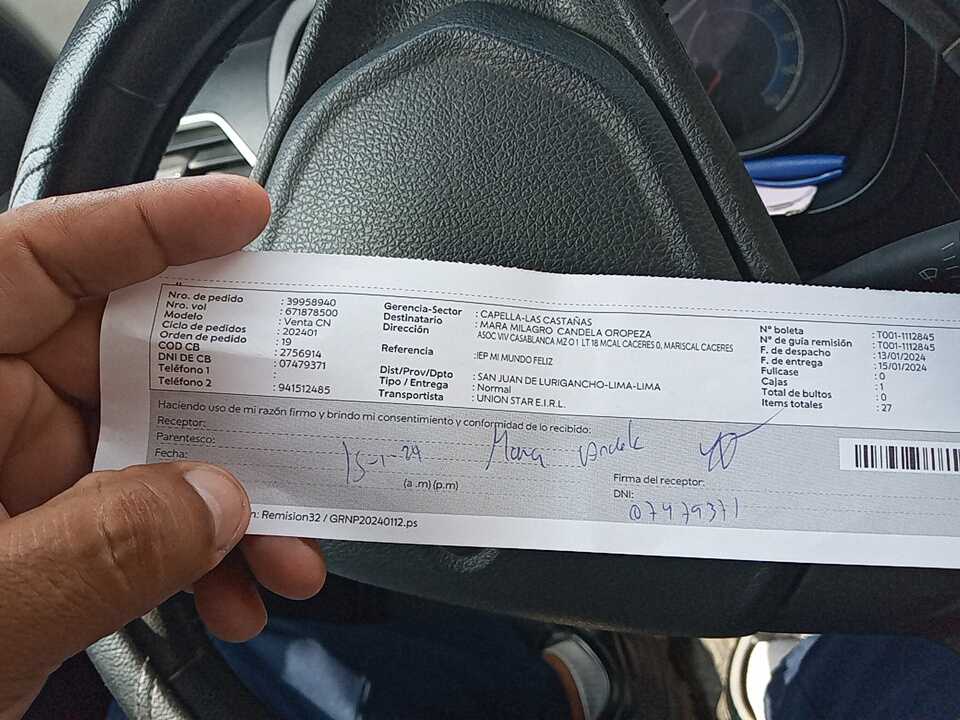 Nro. de pedido : 39958940
Nro. vol : 671878500
Modelo : Venta CN
Ciclo de pedidos : 202401
Orden de pedido : 19
COD CB : 2756914
DNI DE CB : 07479371
Teléfono 1 :
Teléfono 2 : 941512485
Gerencia-Sector : CAPELLA-LAS CASTAÑAS
Destinatario : MARA MILAGRO CANDELA OROPEZA
Dirección ASOC VIV CASABLANCA MZ O 1 LT 18 MCAL CACERES 0, MARISCAL CACERES
Referencia :IEP MI MUNDO FELIZ
Dist/Prov/Dpto : SAN JUAN DE LURIGANCHO-LIMA-LIMA
Tipo / Entrega : Normal
Transportista : UNION STAR E.I.R.L.
N° boleta : T001-1112845
N° de guía remisión : T001-1112845
F. de despacho : 13/01/2024
F. de entrega : 15/01/2024
Fullcase : 0
Cajas : 1
Total de bultos : 0
Items totales : 27
Haciendo uso de mi razón firmo y brindo mi consentimiento y conformidad de lo recibido:
Receptor:
Parentesco:
Fecha: 15-1-24 Mara
(a .m) (p.m)
Firma del receptor:
DNI: 07479371
n: Remision32 / GRNP20240112.ps